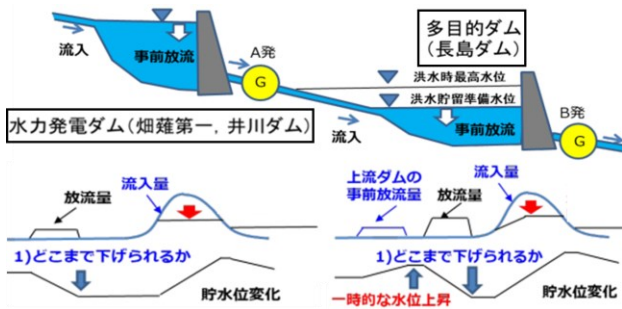 流入
事前放流
A発
G
多目的ダム
(長島ダム)
洪水時最高水位
洪水貯留準備水位
水力発電ダム(畑薙第一，井川ダム)
流入
事前放流
B発
G
放流量
流入量
1)どこまで下げられるか
貯水位変化
上流ダムの
事前放流量
放流量
流入量
1)どこまで下げられるか
一時的な水位上昇
貯水位変化